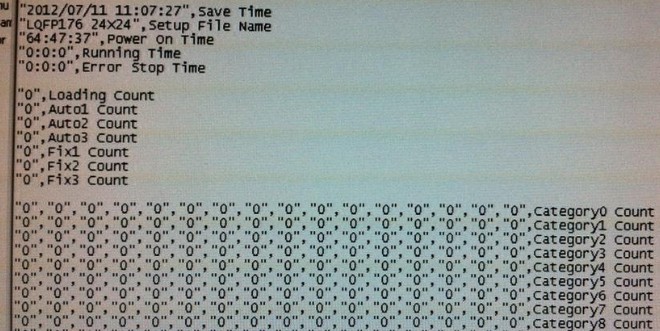 "2012/07/11 11:07:27",Save Time
"LQFP176 24X24",Setup File Name
"64:47:37",Power On Time
"0:0:0",Running Time
"0:0:0",Error Stop Time
"0",Loading Count
"0",Auto1 Count
"0",Auto2 Count
"0",Auto3 Count
"0",Fix1 Count
"0",Fix2 Count
"0",Fix3 Count
"0","0","0","0","0","0","0","0","0","0","0","0","0","0","0","0",Category0 Count
"0","0","0","0","0","0","0","0","0","0","0","0","0","0","0","0",Category1 Count
"0","0","0","0","0","0","0","0","0","0","0","0","0","0","0","0",Category2 Count
"0","0","0","0","0","0","0","0","0","0","0","0","0","0","0","0",Category3 Count
"0","0","0","0","0","0","0","0","0","0","0","0","0","0","0","0",Category4 Count
"0","0","0","0","0","0","0","0","0","0","0","0","0","0","0","0",Category5 Count
"0","0","0","0","0","0","0","0","0","0","0","0","0","0","0","0",Category6 Count
"0","0","0","0","0","0","0","0","0","0","0","0","0","0","0","0",Category7 Count
"0","0","0","0","0","0","0","0","0","0","0","0","0","0","0","0",Category8 Count